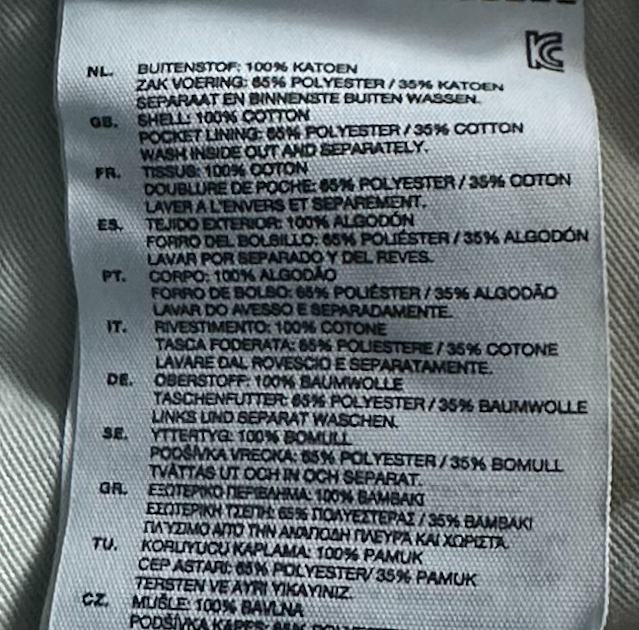 NL. BUITENSTOF: 100% KATOEN
ZAK VOERING: 65% POLYESTER / 35% KATOEN
SEPARAAT EN BINNENSTE BUITEN WASSEN.
GB. SHELL: 100% COTTON
POCKET LINING: 65% POLYESTER / 35% COTTON
WASH INSIDE OUT AND SEPARATELY.
FR. TISSUS: 100% COTON
DOUBLURE DE POCHE: 65% POLYESTER / 35% COTON
LAVER A L'ENVERS ET SEPAREMENT.
ES. TEJIDO EXTERIOR: 100% ALGODÓN
FORRO DEL BOLSILLO: 65% POLIÉSTER / 35% ALGODÓN
LAVAR POR SEPARADO Y DEL REVES.
PT. CORPO: 100% ALGODÃO
FORRO DE BOLSO: 65% POLIÉSTER / 35% ALGODÃO
LAVAR DO AVESSO E SEPARADAMENTE.
IT. RIVESTIMENTO: 100% COTONE
TASCA FODERATA: 65% POLIESTERE / 35% COTONE
LAVARE DAL ROVESCIO E SEPARATAMENTE.
DE. OBERSTOFF: 100% BAUMWOLLE
TASCHENFUTTER: 65% POLYESTER / 35% BAUMWOLLE
LINKS UND SEPARAT WASCHEN.
SE. YTTERTYG: 100% BOMULL
PODŠÍVKA VRECKA: 65% POLYESTER / 35% BOMULL
TVÄTTAS UT OCH IN OCH SEPARAT.
GR. ΕΞΩΤΕΡΙΚΟ ΠΕΡΙΒΛΗΜΑ: 100% ΒΑΜΒΑΚΙ
ΕΞΩΤΕΡΙΚΗ ΤΣΕΠΗ: 65% ΠΟΛΥΕΣΤΕΡΑΣ / 35% ΒΑΜΒΑΚΙ
ΠΛΥΣΙΜΟ ΑΠΟ ΤΗΝ ΑΝΑΠΟΔΗ ΠΛΕΥΡΑ ΚΑΙ ΧΩΡΙΣΤΑ
TU. KORUYUCU KAPLAMA: 100% PAMUK
CEP ASTARI: 65% POLYESTER/ 35% PAMUK
TERSTEN VE AYRI YIKAYINIZ.
CZ. MUŠLE: 100% BAVLNA
PODŠÍVKA KAPES: 65%